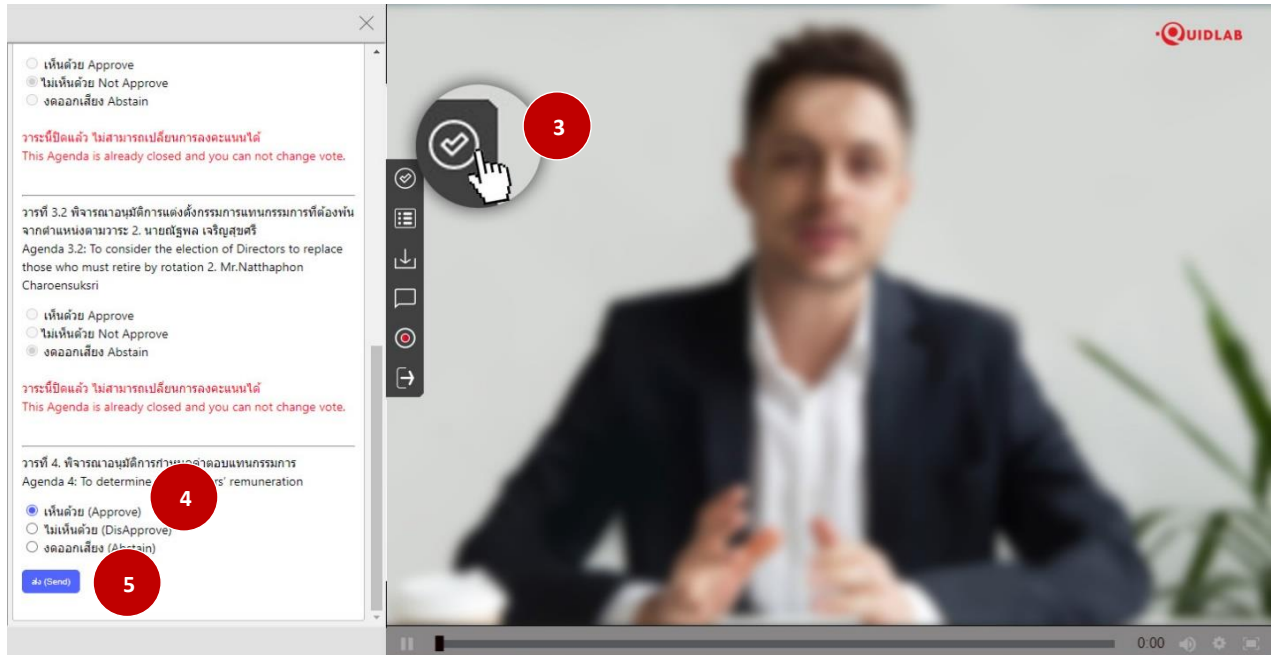 เห็นด้วย Approve
ไม่เห็นด้วย Not Approve
งดออกเสียง Abstain
วาระนี้ปิดแล้ว ไม่สามารถเปลี่ยนการลงคะแนนได้
This Agenda is already closed and you can not change vote.
วารที่ 3.2 พิจารณาอนุมัติการแต่งตั้งกรรมการแทนกรรมการที่ต้องพ้น
จากตำแหน่งตามวาระ 2. นายณัฐพล เจริญสุขศรี
Agenda 3.2: To consider the election of Directors to replace
those who must retire by rotation 2. Mr.Natthaphon
Charoensuksri
เห็นด้วย Approve
ไม่เห็นด้วย Not Approve
งดออกเสียง Abstain
วาระนี้ปิดแล้ว ไม่สามารถเปลี่ยนการลงคะแนนได้
This Agenda is already closed and you can not change vote.
วารที่ 4. พิจารณาอนุมัติการกำหนดค่าตอบแทนกรรมการ
Agenda 4: To determine rs' remuneration
4
เห็นด้วย (Approve)
ไม่เห็นด้วย (DisApprove)
งดออกเสียง (Abstain)
ส่ง (Send)
5
3
QUIDLAB
0:00